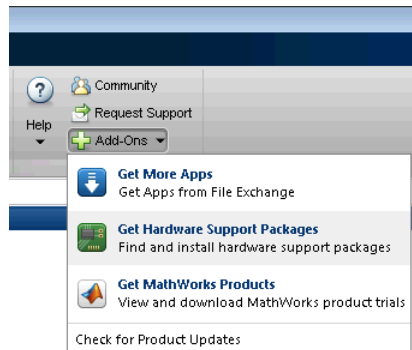 Community
Request Support
Help
Add-Ons
Get More Apps
Get Apps from File Exchange
Get Hardware Support Packages
Find and install hardware support packages
Get MathWorks Products
View and download MathWorks product trials
Check for Product Updates